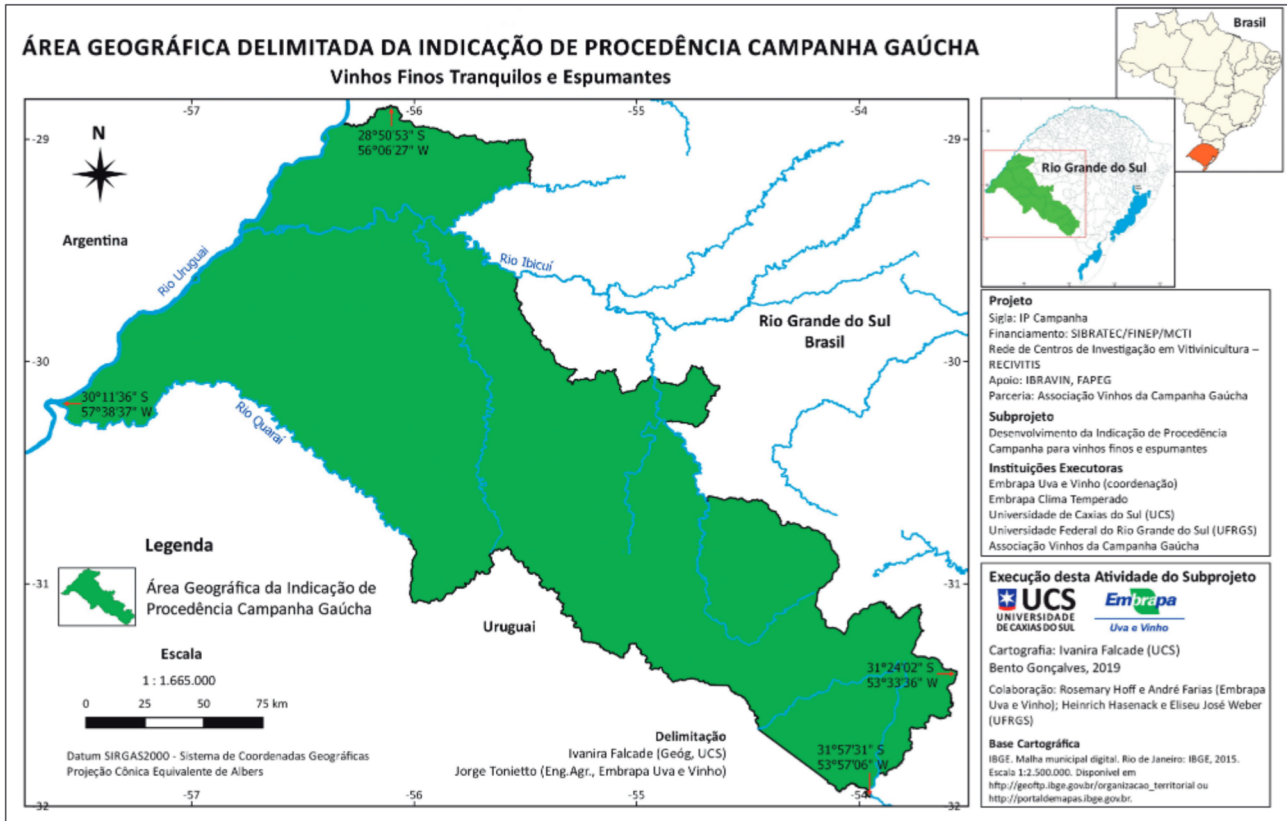 ÁREA GEOGRÁFICA DELIMITADA DA INDICAÇÃO DE PROCEDÊNCIA CAMPANHA GAÚCHA
Vinhos Finos Tranquilos e Espumantes
Brasil
-57
-56
-55
-54
-29
-29
N
28°50'53" S
56°06'27" W
Rio Grande do Sul
Argentina
Rio Uruguai
Rio Ibicuí
Rio Grande do Sul
Brasil
-30
-30
30°11'36" S
57°38'37" W
Rio Quaraí
-31
-31
Uruguai
31°24'02" S
53°33'36" W
31°57'31" S
53°57'06" W
Legenda
Área Geográfica da Indicação de
Procedência Campanha Gaúcha
Escala
1 : 1.665.000
0 25 50 75 km
Datum SIRGAS2000 - Sistema de Coordenadas Geográficas
Projeção Cônica Equivalente de Albers
Delimitação
Ivanira Falcade (Geóg, UCS)
Jorge Tonietto (Eng.Agr., Embrapa Uva e Vinho)
-57
-56
-55
-54
32
32
Projeto
Sigla: IP Campanha
Financiamento: SIBRATEC/FINEP/MCTI
Rede de Centros de Investigação em Vitivinicultura –
RECIVITIS
Apoio: IBRAVIN, FAPEG
Parceria: Associação Vinhos da Campanha Gaúcha
Subprojeto
Desenvolvimento da Indicação de Procedência
Campanha para vinhos finos e espumantes
Instituições Executoras
Embrapa Uva e Vinho (coordenação)
Embrapa Clima Temperado
Universidade de Caxias do Sul (UCS)
Universidade Federal do Rio Grande do Sul (UFRGS)
Associação Vinhos da Campanha Gaúcha
Execução desta Atividade do Subprojeto
UCS
UNIVERSIDADE
DE CAXIAS DO SUL
Embrapa
Uva e Vinho
Cartografia: Ivanira Falcade (UCS)
Bento Gonçalves, 2019
Colaboração: Rosemary Hoff e André Farias (Embrapa
Uva e Vinho); Heinrich Hasenack e Eliseu José Weber
(UFRGS)
Base Cartográfica
IBGE. Malha municipal digital. Rio de Janeiro: IBGE, 2015.
Escala 1:2.500.000. Disponível em
hftp://geoftp.ibge.gov.br/organizacao_territorial ou
http://portaldemapas.ibge.gov.br.